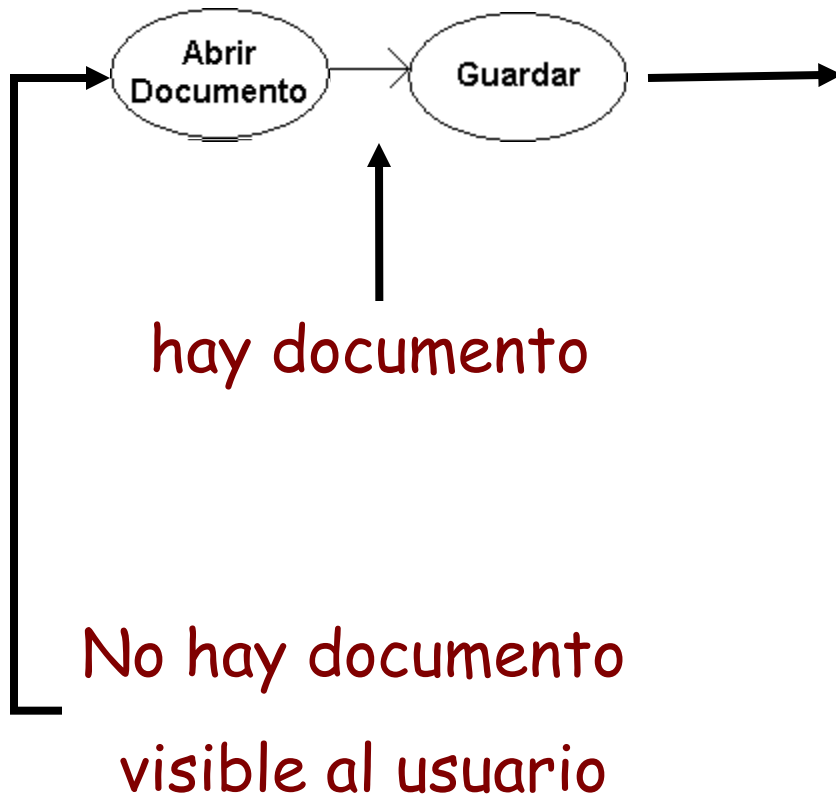 Abrir
Documento
Guardar
hay documento
No hay documento
visible al usuario